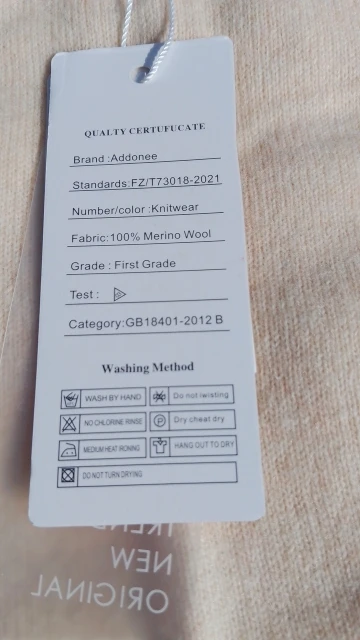 QUALTY CERTUFUCATE
Brand :Addonee
Standards:FZ/T73018-2021
Number/color :Knitwear
Fabric:100% Merino Wool
Grade : First Grade
Test :
Category:GB18401-2012 B
Washing Method
WASH BY HAND
Do not iwisting
NO CHLORINE RINSE
P
Dry cheat dry
MEDIUM HEAT IRONING
HANG OUT TO DRY
DO NOT TURN DRYING
TREND
NEW
ORIGINAL